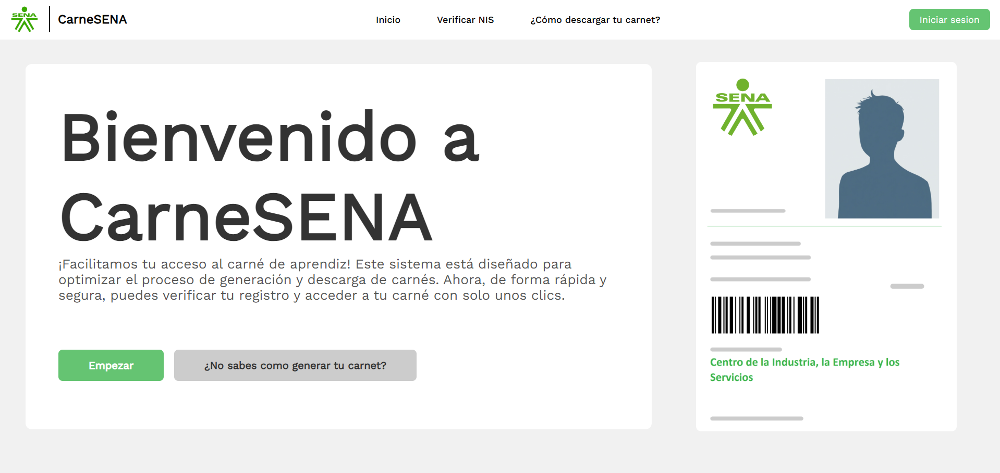 SENA
CarneSENA
Inicio
Verificar NIS
¿Cómo descargar tu carnet?
Iniciar sesion
Bienvenido a
CarneSENA
¡Facilitamos tu acceso al carné de aprendiz! Este sistema está diseñado para
optimizar el proceso de generación y descarga de carnés. Ahora, de forma rápida y
segura, puedes verificar tu registro y acceder a tu carné con solo unos clics.
Empezar
¿No sabes como generar tu carnet?
SENA
Centro de la Industria, la Empresa y los
Servicios